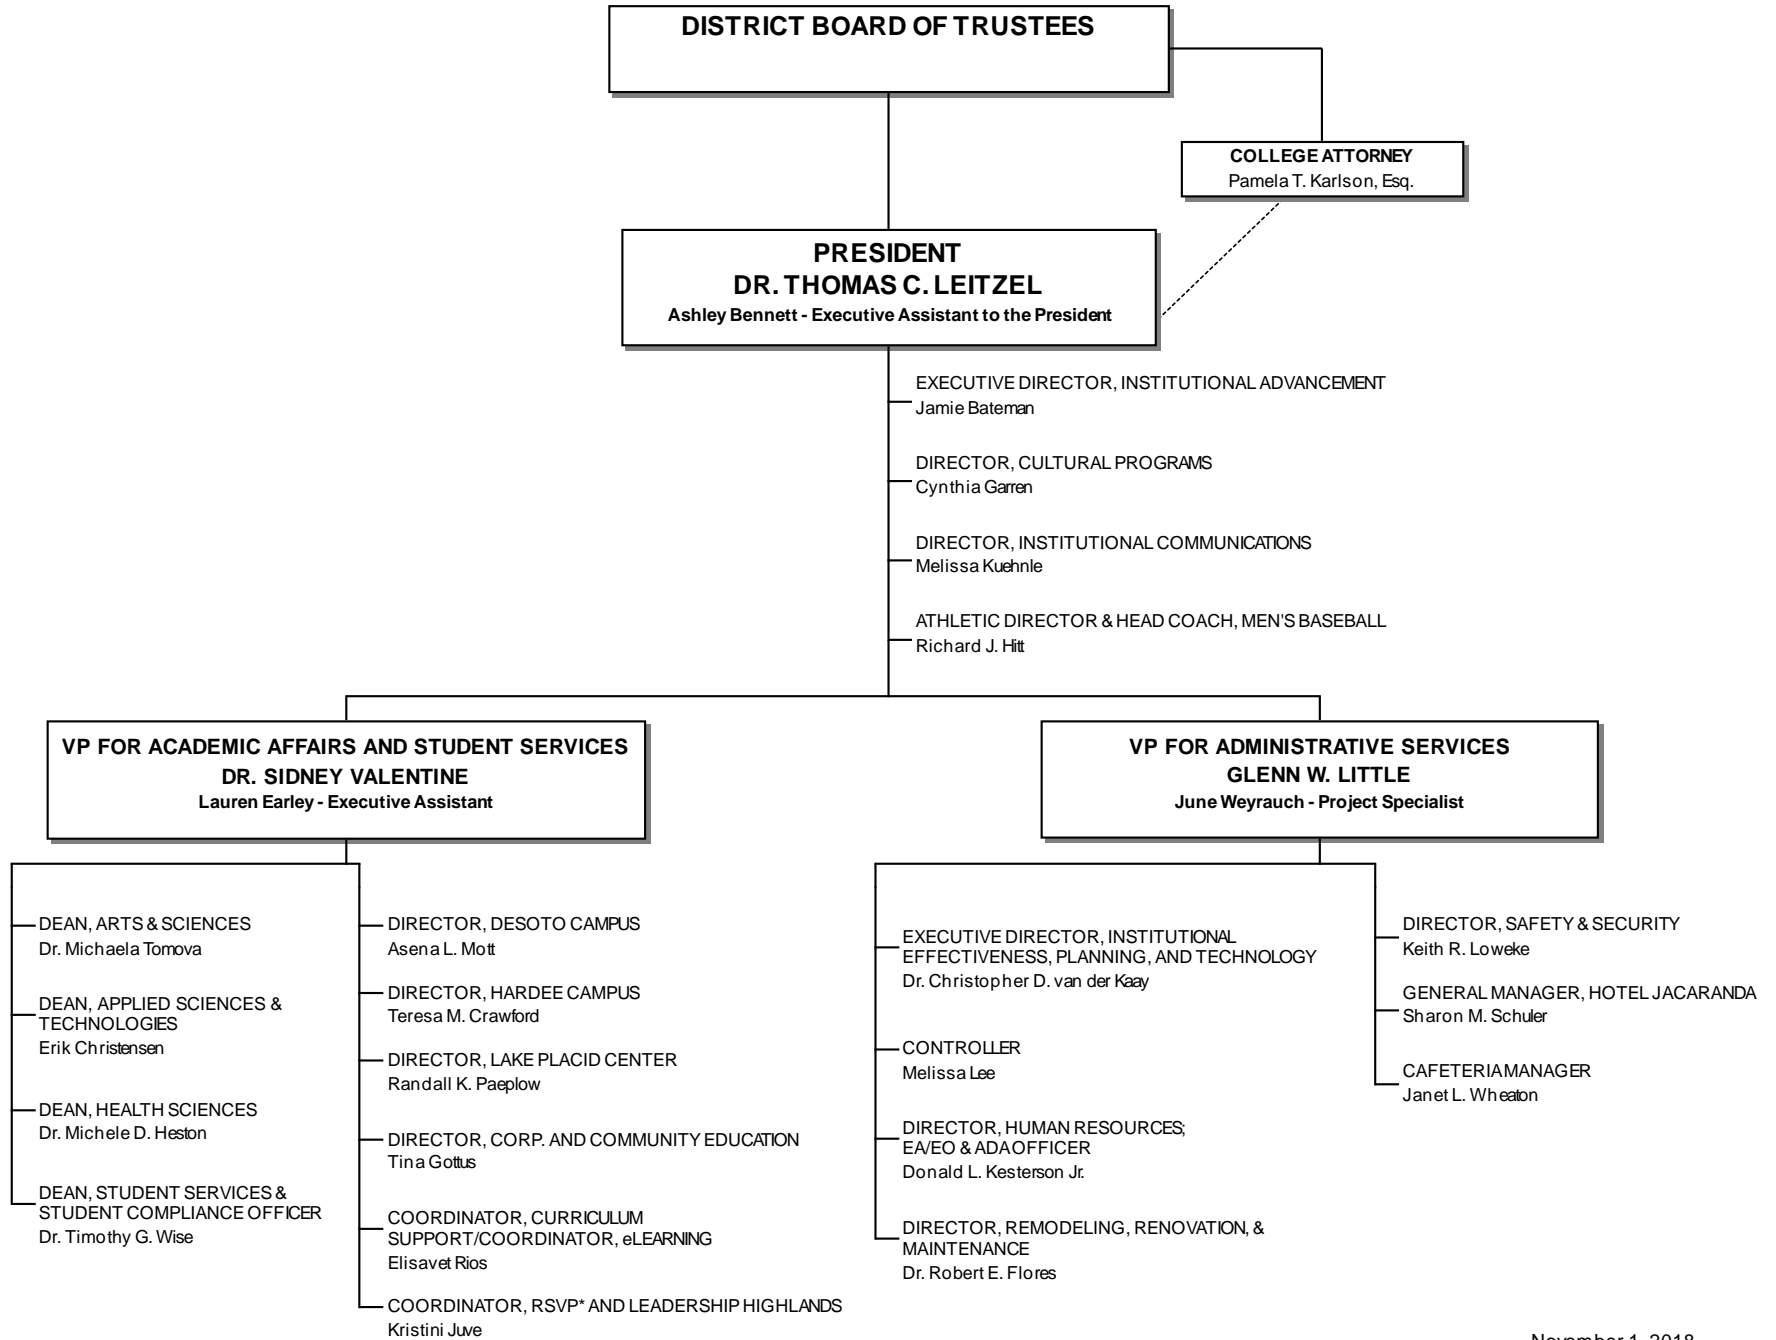 DISTRICT BOARD OF TRUSTEES
COLLEGE ATTORNEY
Pamela T. Karlson, Esq.
PRESIDENT
DR. THOMAS C. LEITZEL
Ashley Bennett - Executive Assistant to the President
EXECUTIVE DIRECTOR, INSTITUTIONAL ADVANCEMENT
Jamie Bateman
DIRECTOR, CULTURAL PROGRAMS
Cynthia Garren
DIRECTOR, INSTITUTIONAL COMMUNICATIONS
Melissa Kuehnle
ATHLETIC DIRECTOR & HEAD COACH, MEN'S BASEBALL
Richard J. Hitt
VP FOR ACADEMIC AFFAIRS AND STUDENT SERVICES
DR. SIDNEY VALENTINE
Lauren Earley - Executive Assistant
DEAN, ARTS & SCIENCES
Dr. Michaela Tomova
DEAN, APPLIED SCIENCES &
TECHNOLOGIES
Erik Christensen
DEAN, HEALTH SCIENCES
Dr. Michele D. Heston
DEAN, STUDENT SERVICES &
STUDENT COMPLIANCE OFFICER
Dr. Timothy G. Wise
DIRECTOR, DESOTO CAMPUS
Asena L. Mott
DIRECTOR, HARDEE CAMPUS
Teresa M. Crawford
DIRECTOR, LAKE PLACID CENTER
Randall K. Paeplow
DIRECTOR, CORP. AND COMMUNITY EDUCATION
Tina Gottus
COORDINATOR, CURRICULUM
SUPPORT/COORDINATOR, eLEARNING
Elisavet Rios
COORDINATOR, RSVP* AND LEADERSHIP HIGHLANDS
Kristini Juve
VP FOR ADMINISTRATIVE SERVICES
GLENN W. LITTLE
June Weyrauch - Project Specialist
EXECUTIVE DIRECTOR, INSTITUTIONAL
EFFECTIVENESS, PLANNING, AND TECHNOLOGY
Dr. Christopher D. van der Kaay
CONTROLLER
Melissa Lee
DIRECTOR, HUMAN RESOURCES;
EA/EO & ADA OFFICER
Donald L. Kesterson Jr.
DIRECTOR, REMODELING, RENOVATION, &
MAINTENANCE
Dr. Robert E. Flores
DIRECTOR, SAFETY & SECURITY
Keith R. Loweke
GENERAL MANAGER, HOTEL JACARANDA
Sharon M. Schuler
CAFETERIA MANAGER
Janet L. Wheaton
November 1, 2018